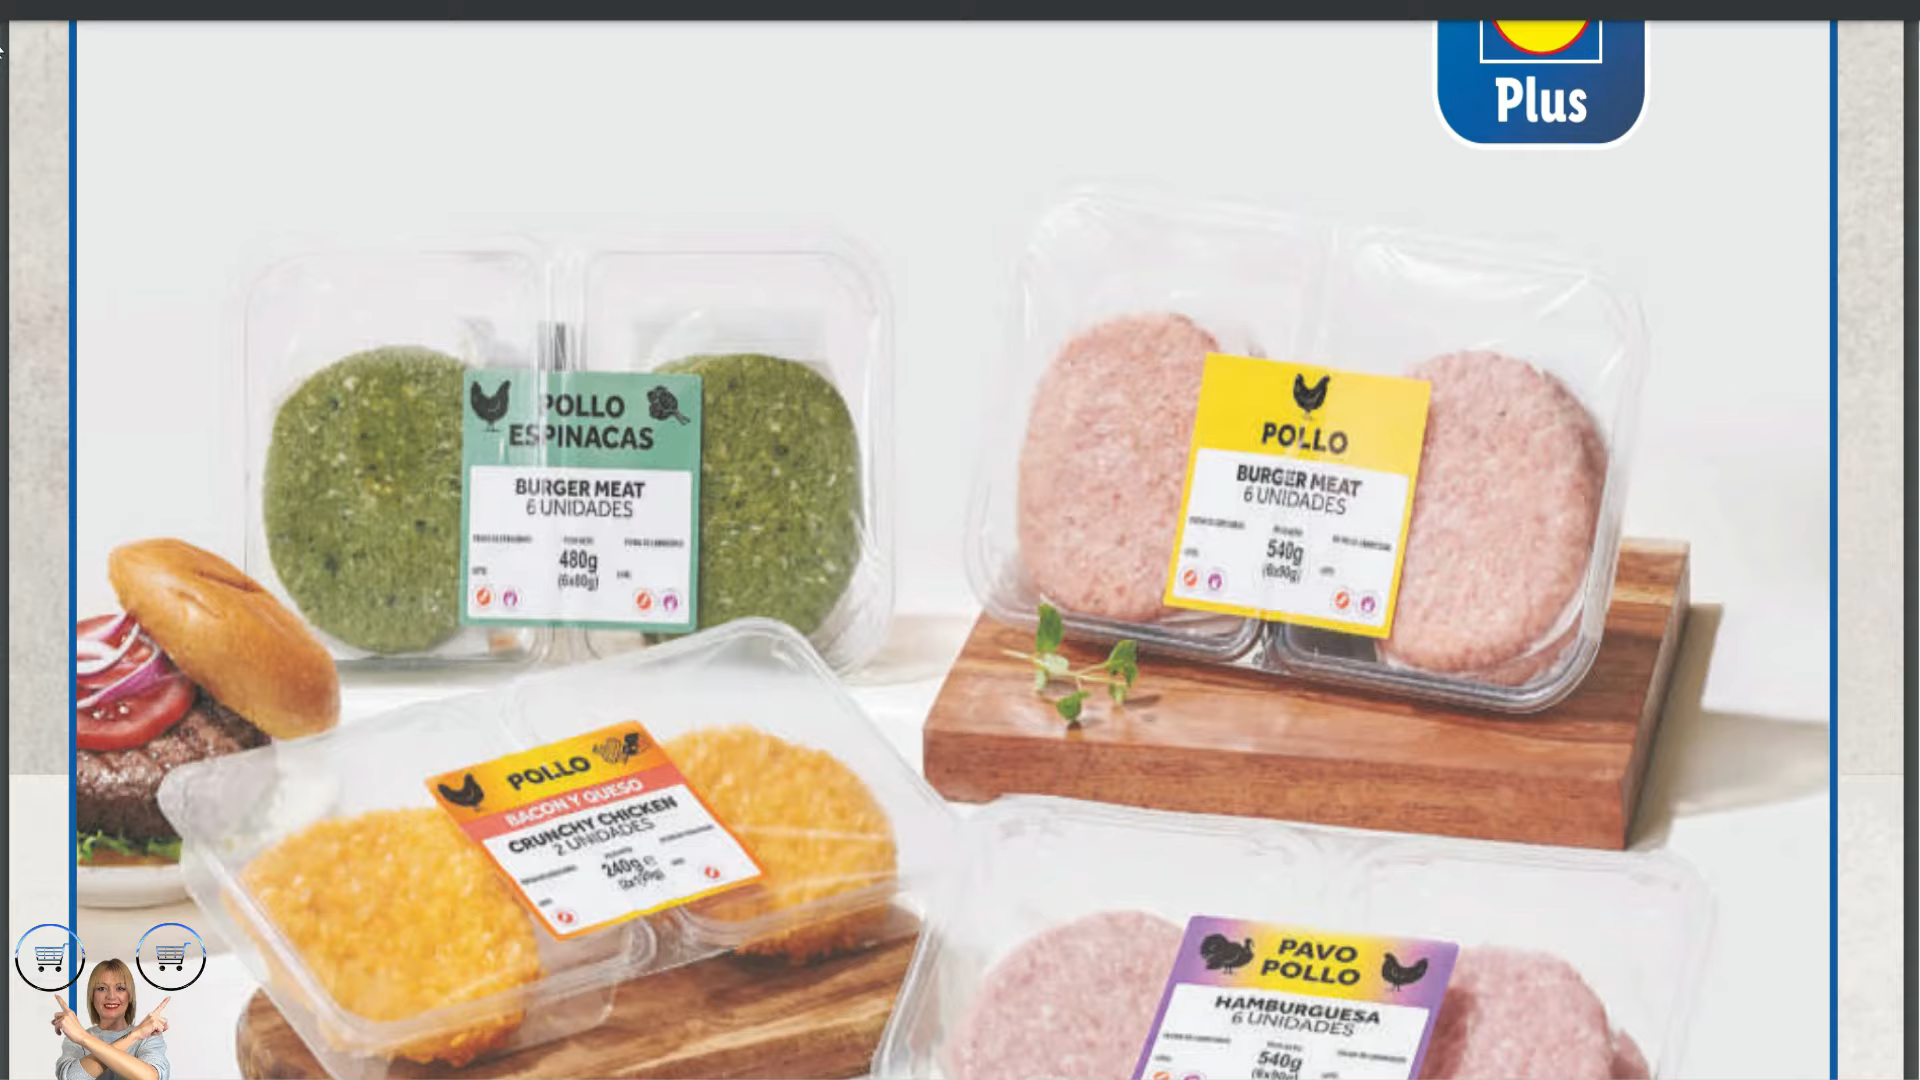 Plus
POLLO
ESPINACAS
BURGER MEAT
6 UNIDADES
480g
(6x80g)
POLLO
BURGER MEAT
6 UNIDADES
540g
(6x90g)
POLLO
BACON Y QUESO
CRUNCHY CHICKEN
2 UNIDADES
240g e
PAVO
POLLO
HAMBURGUESA
6 UNIDADES
540g
(6x90g)